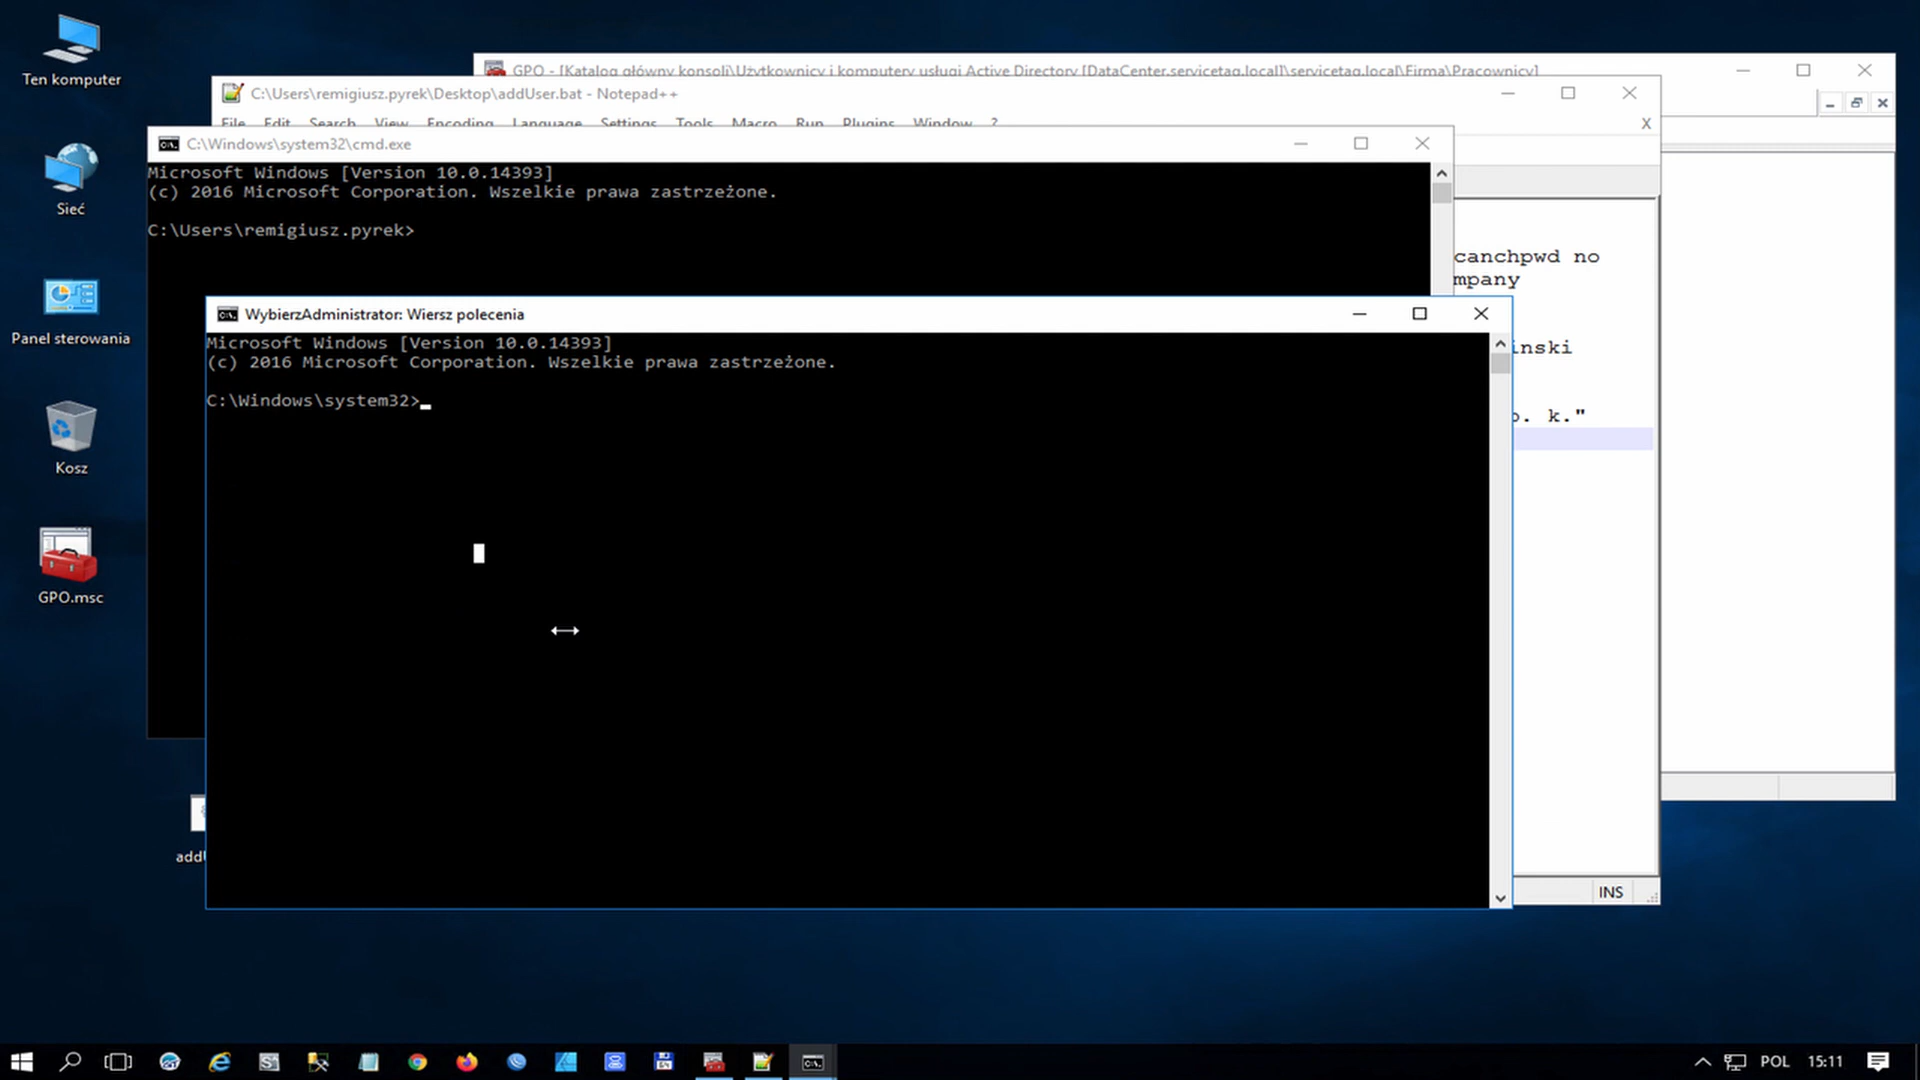 Ten komputer
Sieć
Panel sterowania
Kosz
GPO.msc
GPO - [Katalog główny konsoli\Użytkownicy i komputery usługi Active Directory [DataCenter.servicetag.local]\servicetag.local\Firma\Pracownicy]
C:\Users\remigiusz.pyrek\Desktop\addUser.bat - Notepad++
File Edit Search View Encoding Language Settings Tools Macro Run Plugins Window ?
X
C:\Windows\system32\cmd.exe
Microsoft Windows [Version 10.0.14393]
(c) 2016 Microsoft Corporation. Wszelkie prawa zastrzeżone.
C:\Users\remigiusz.pyrek>
canchpwd no
mpany
inski
k."
WybierzAdministrator: Wiersz polecenia
Microsoft Windows [Version 10.0.14393]
(c) 2016 Microsoft Corporation. Wszelkie prawa zastrzeżone.
C:\Windows\system32>
INS
POL
15:11